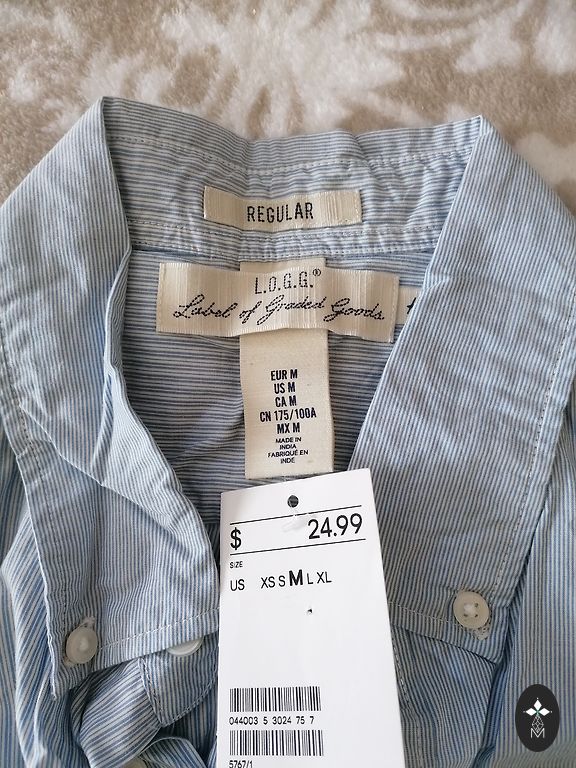 REGULAR
L.O.G.G.®
Label of Graded Goods
EUR M
US M
CA M
CN 175/100A
MX M
MADE IN
INDIA
FABRIQUÉ EN
INDE
$ 24.99
SIZE
US XS S M L XL
044003 5 3024 75 7
5767/1
M